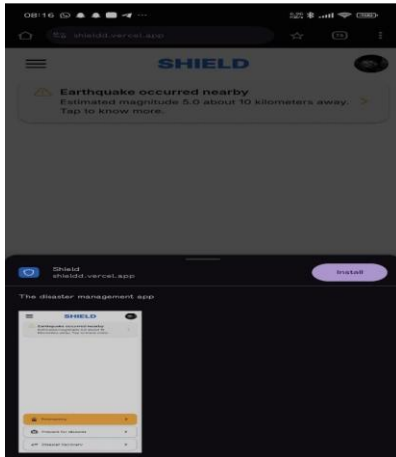 08:16
shieldd.vercel.app
SHIELD
Earthquake occurred nearby
Estimated magnitude 5.0 about 10 kilometers away.
Tap to know more.
Shield
shieldd.vercel.app
Install
The disaster management app
SHIELD
Earthquake occurred nearby